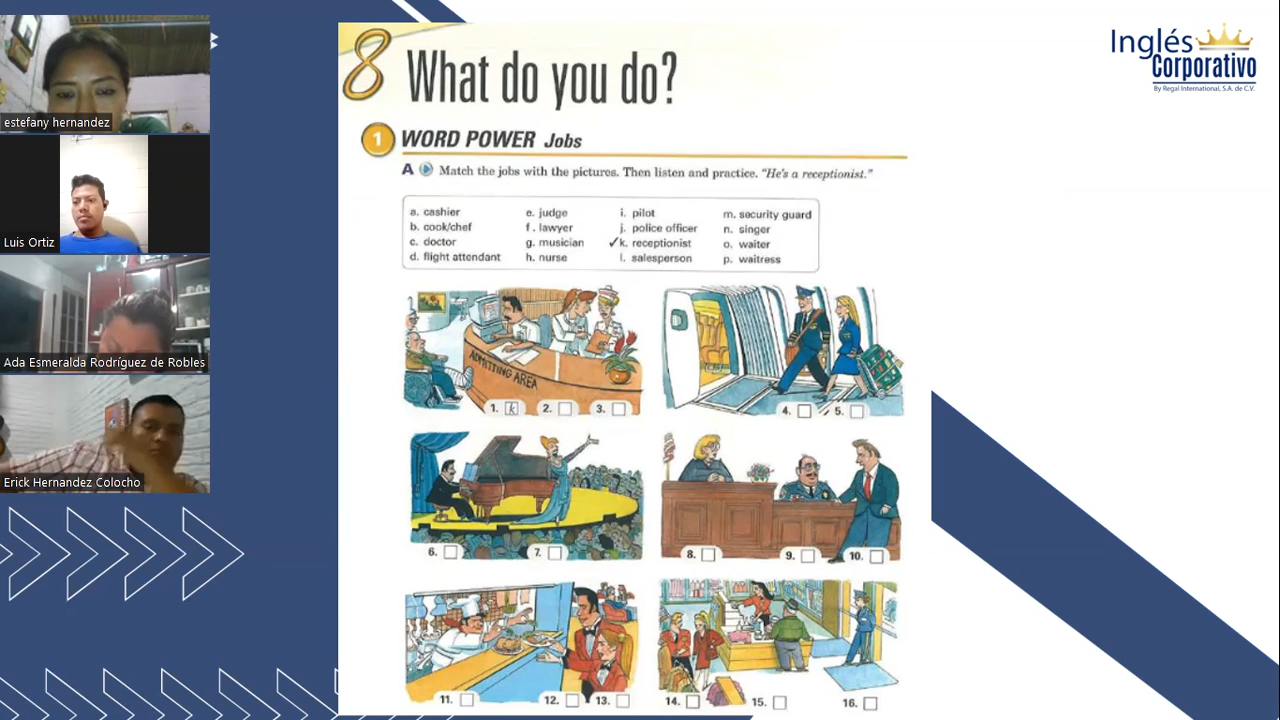 estefany hernandez
Luis Ortiz
Ada Esmeralda Rodríguez de Robles
Erick Hernandez Colocho
Inglés
Corporativo
By Regal International, S.A. de C.V.
8 What do you do?
1 WORD POWER Jobs
A Match the jobs with the pictures. Then listen and practice. "He's a receptionist."
a. cashier
b. cook/chef
c. doctor
d. flight attendant
e. judge
f. lawyer
g. musician
h. nurse
i. pilot
j. police officer
✓k. receptionist
l. salesperson
m. security guard
n. singer
o. waiter
p. waitress
ADMITTING AREA
1. k 2. 3.
4. 5.
6. 7.
8. 9. 10.
11. 12. 13.
14. 15. 16.